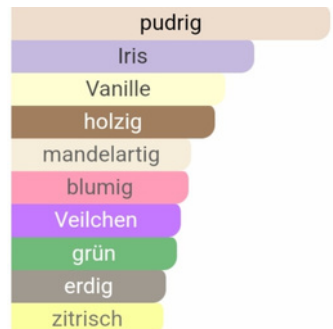 pudrig
Iris
Vanille
holzig
mandelartig
blumig
Veilchen
grün
erdig
zitrisch